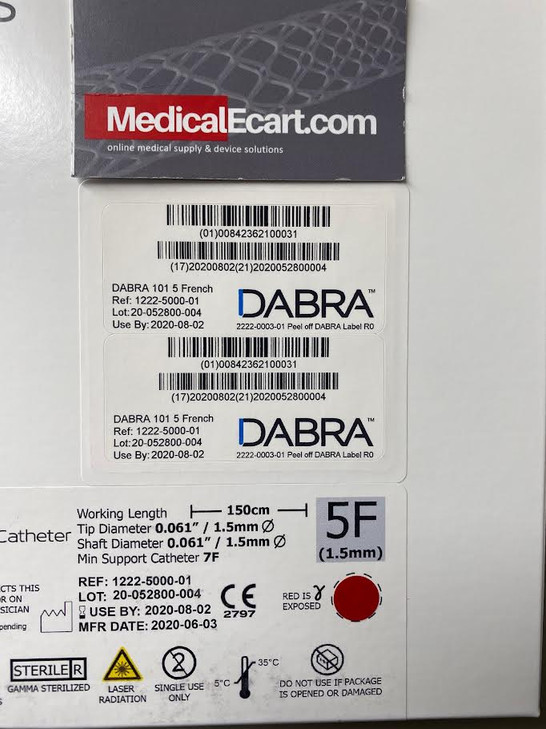 S
MedicalEcart.com
online medical supply & device solutions
(01)00842362100031
(17)20200802(21)2020052800004
DABRA 101 5 French
Ref: 1222-5000-01
Lot:20-052800-004
Use By: 2020-08-02
DABRA™
2222-0003-01 Peel off DABRA Label R0
(01)00842362100031
(17)20200802(21)2020052800004
DABRA 101 5 French
Ref: 1222-5000-01
Lot:20-052800-004
Use By: 2020-08-02
DABRA™
2222-0003-01 Peel off DABRA Label R0
Catheter
Working Length 150cm
Tip Diameter 0.061" / 1.5mm Ø
Shaft Diameter 0.061" / 1.5mm Ø
Min Support Catheter 7F
5F
(1.5mm)
CTS THIS
R ON
SICIAN
pending
REF: 1222-5000-01
LOT: 20-052800-004
USE BY: 2020-08-02
MFR DATE: 2020-06-03
CE
2797
RED IS γ
EXPOSED
STERILE R
GAMMA STERILIZED
LASER
RADIATION
2
SINGLE USE
ONLY
5°C
35°C
DO NOT USE IF PACKAGE
IS OPENED OR DAMAGED